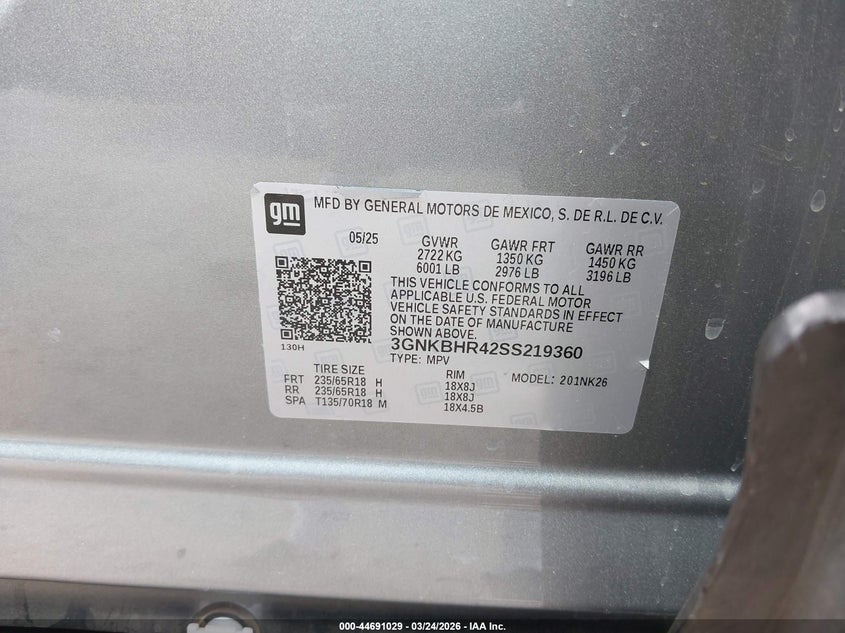 gm MFD BY GENERAL MOTORS DE MEXICO, S. DE R.L. DE C.V.
05/25 GVWR GAWR FRT GAWR RR
2722 KG 1350 KG 1450 KG
6001 LB 2976 LB 3196 LB
THIS VEHICLE CONFORMS TO ALL
APPLICABLE U.S. FEDERAL MOTOR
VEHICLE SAFETY STANDARDS IN EFFECT
ON THE DATE OF MANUFACTURE
SHOWN ABOVE.
130H 3GNKBHR42SS219360
TYPE: MPV
TIRE SIZE RIM MODEL: 201NK26
FRT 235/65R18 H 18X8J
RR 235/65R18 H 18X8J
SPA T135/70R18 M 18X4.5B
000-44691029 - 03/24/2026 - IAA Inc.